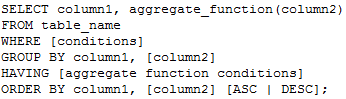 SELECT column1, aggregate_function(column2)
FROM table_name
WHERE [conditions]
GROUP BY column1, [column2]
HAVING [aggregate function conditions]
ORDER BY column1, [column2] [ASC | DESC];